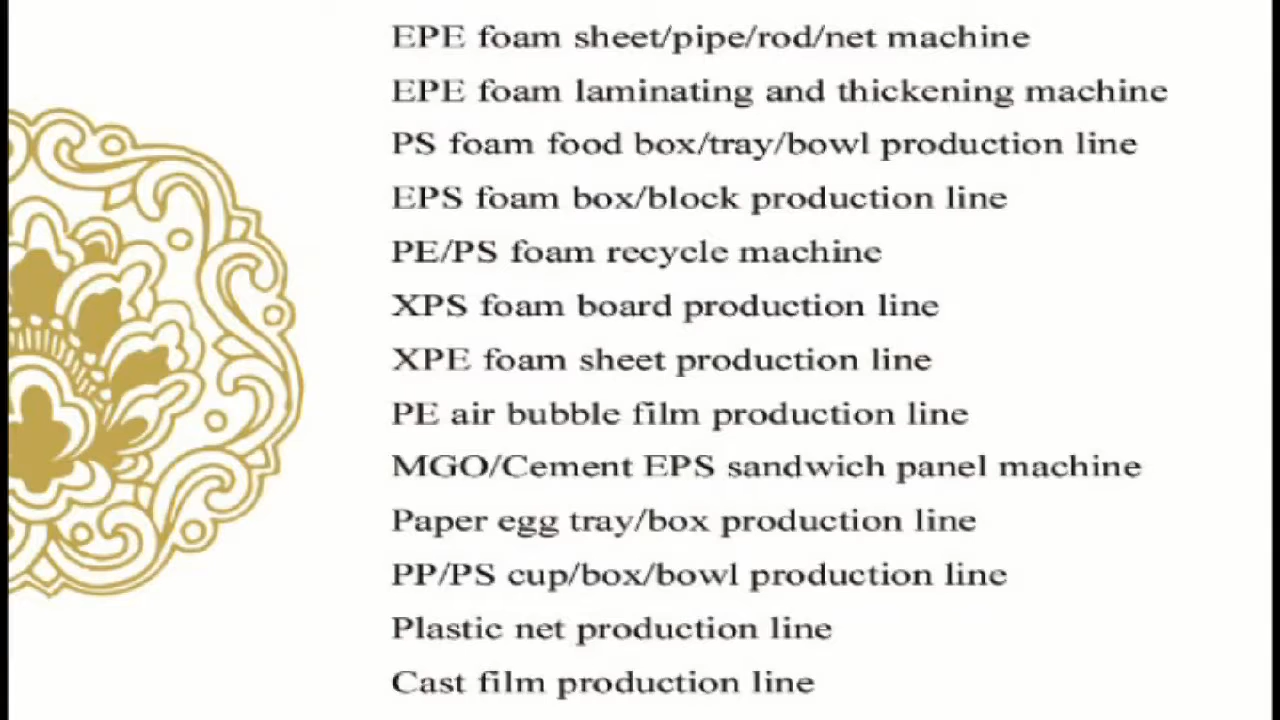 EPE foam sheet/pipe/rod/net machine
EPE foam laminating and thickening machine
PS foam food box/tray/bowl production line
EPS foam box/block production line
PE/PS foam recycle machine
XPS foam board production line
XPE foam sheet production line
PE air bubble film production line
MGO/Cement EPS sandwich panel machine
Paper egg tray/box production line
PP/PS cup/box/bowl production line
Plastic net production line
Cast film production line